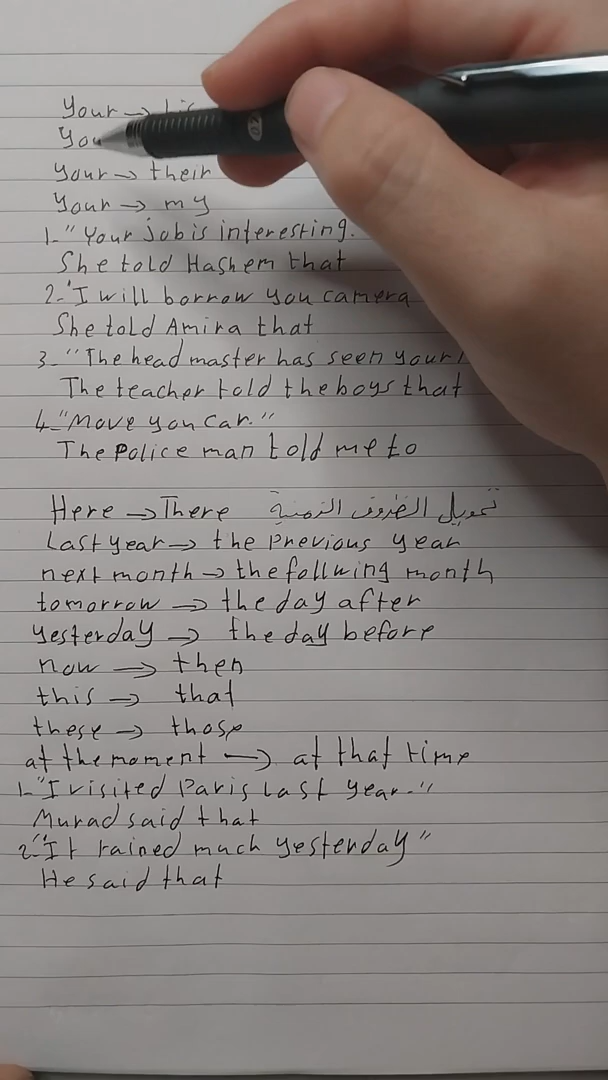 Your → his
You
your → their
Your → my
1- "Your job is interesting.
She told Hashem that
2- "I will borrow you camera
She told Amira that
3- "The head master has seen your
The teacher told the boys that
4- "Move you car."
The Police man told me to
Here → There تحويل الظروف الزمنية
Last year → the previous year
next month → the follwing month
tomorrow → the day after
yesterday → the day before
now → then
this → that
these → those
at the moment → at that time
1- "I visited Paris Last year."
Murad said that
2- "It rained much yesterday"
He said that